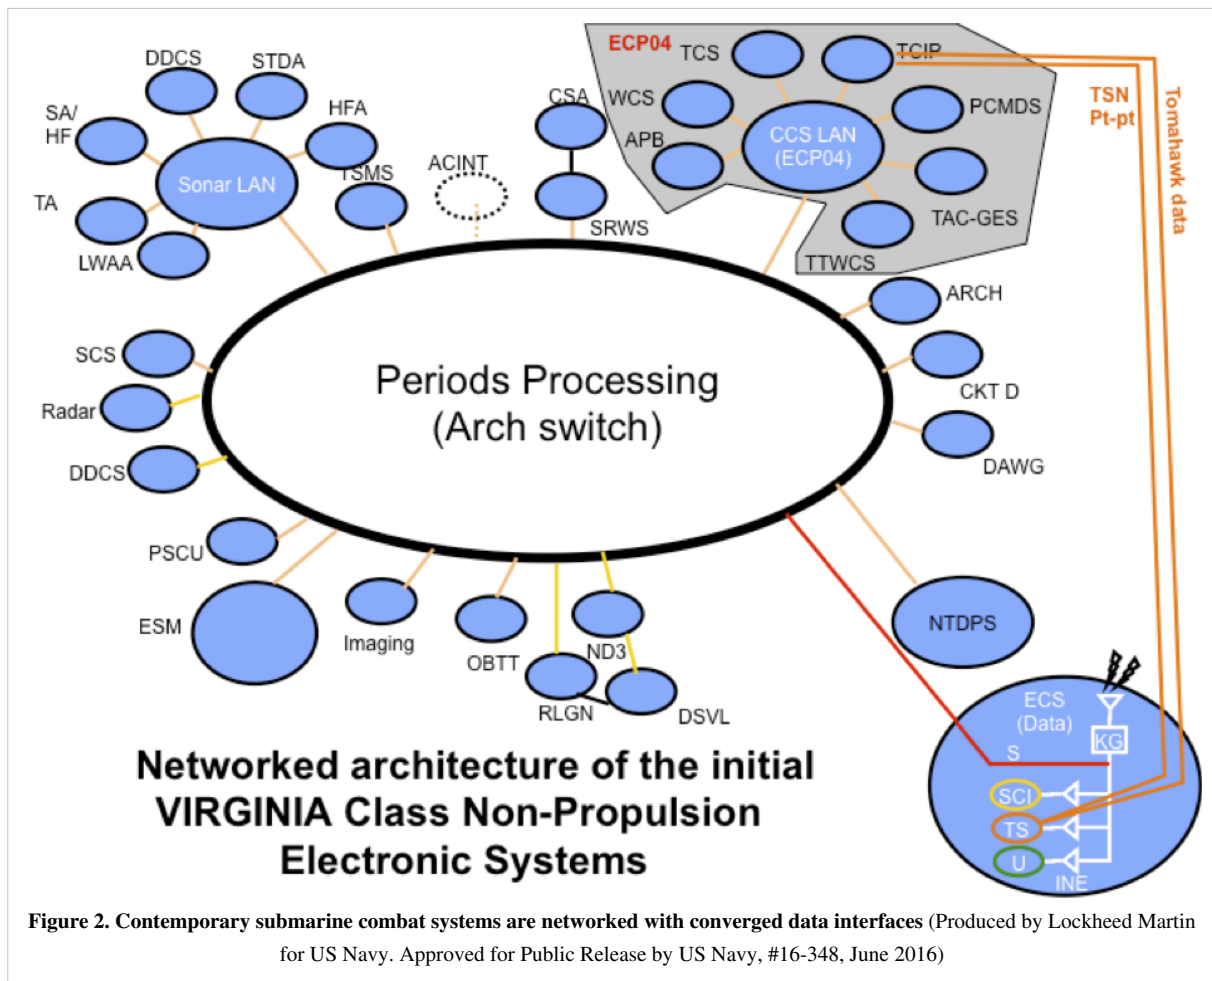 ECP04
DDCS
STDA
SA/
HF
HFA
TA
LWAA
Sonar LAN
TSMS
ACINT
CSA
SRWS
TCS
TCIP
WCS
PCMDS
APB
CCS LAN
(ECP04)
TAC-GES
TTWCS
TSN
Pt-pt
Tomahawk data
ARCH
CKT D
DAWG
SCS
Radar
DDCS
Periods Processing
(Arch switch)
PSCU
ESM
Imaging
OBTT
ND3
RLGN
DSVL
NTDPS
ECS
(Data)
KG
S
SCI
TS
U
INE
Networked architecture of the initial
VIRGINIA Class Non-Propulsion
Electronic Systems
Figure 2. Contemporary submarine combat systems are networked with converged data interfaces (Produced by Lockheed Martin
for US Navy. Approved for Public Release by US Navy, #16-348, June 2016)